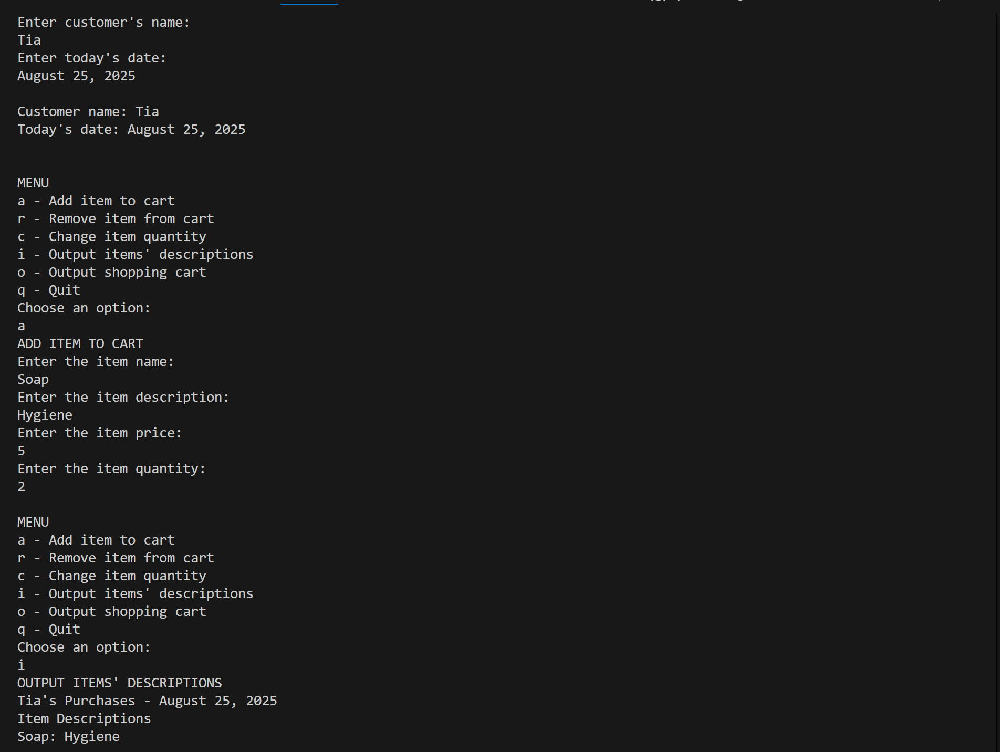 Enter customer's name:
Tia
Enter today's date:
August 25, 2025
Customer name: Tia
Today's date: August 25, 2025
MENU
a - Add item to cart
r - Remove item from cart
c - Change item quantity
i - Output items' descriptions
o - Output shopping cart
q - Quit
Choose an option:
a
ADD ITEM TO CART
Enter the item name:
Soap
Enter the item description:
Hygiene
Enter the item price:
5
Enter the item quantity:
2
MENU
a - Add item to cart
r - Remove item from cart
c - Change item quantity
i - Output items' descriptions
o - Output shopping cart
q - Quit
Choose an option:
i
OUTPUT ITEMS' DESCRIPTIONS
Tia's Purchases - August 25, 2025
Item Descriptions
Soap: Hygiene